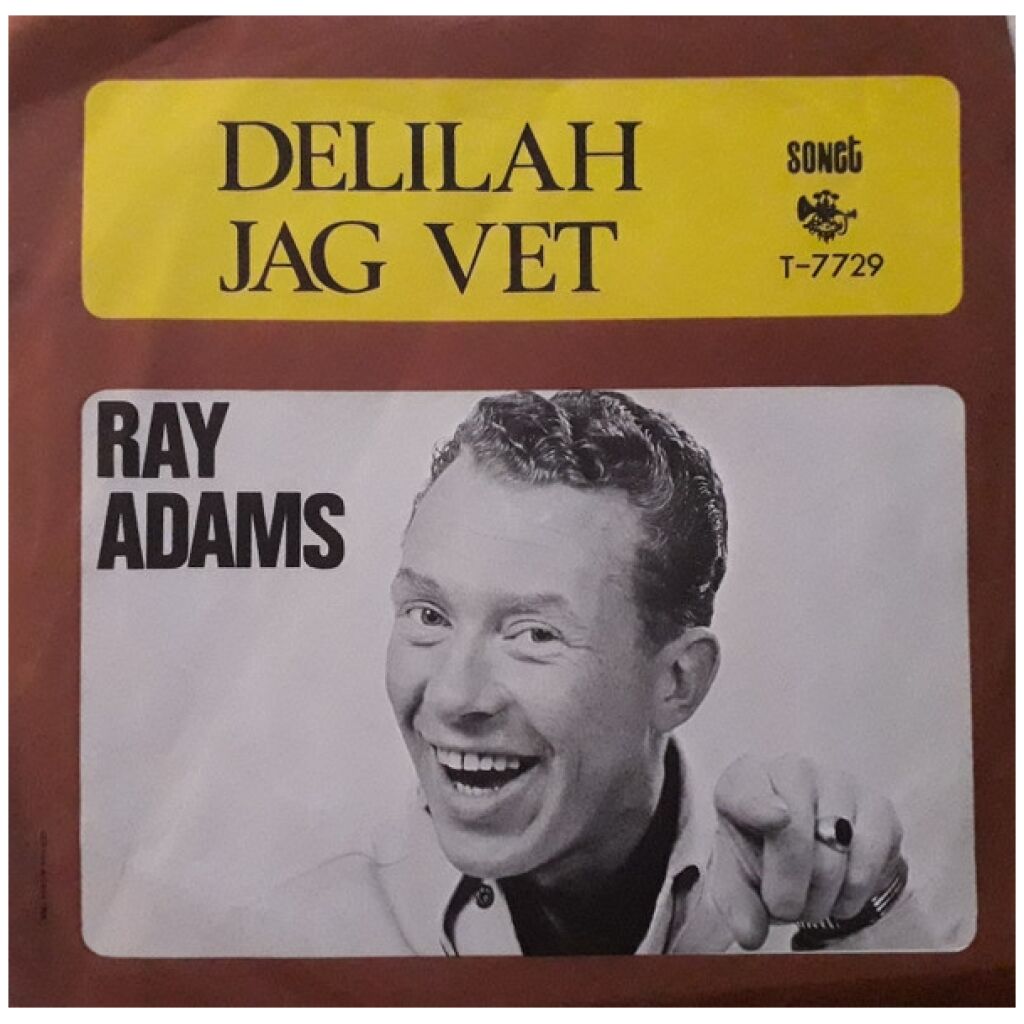 DELILAH
JAG VET
SONET
T-7729
RAY
ADAMS